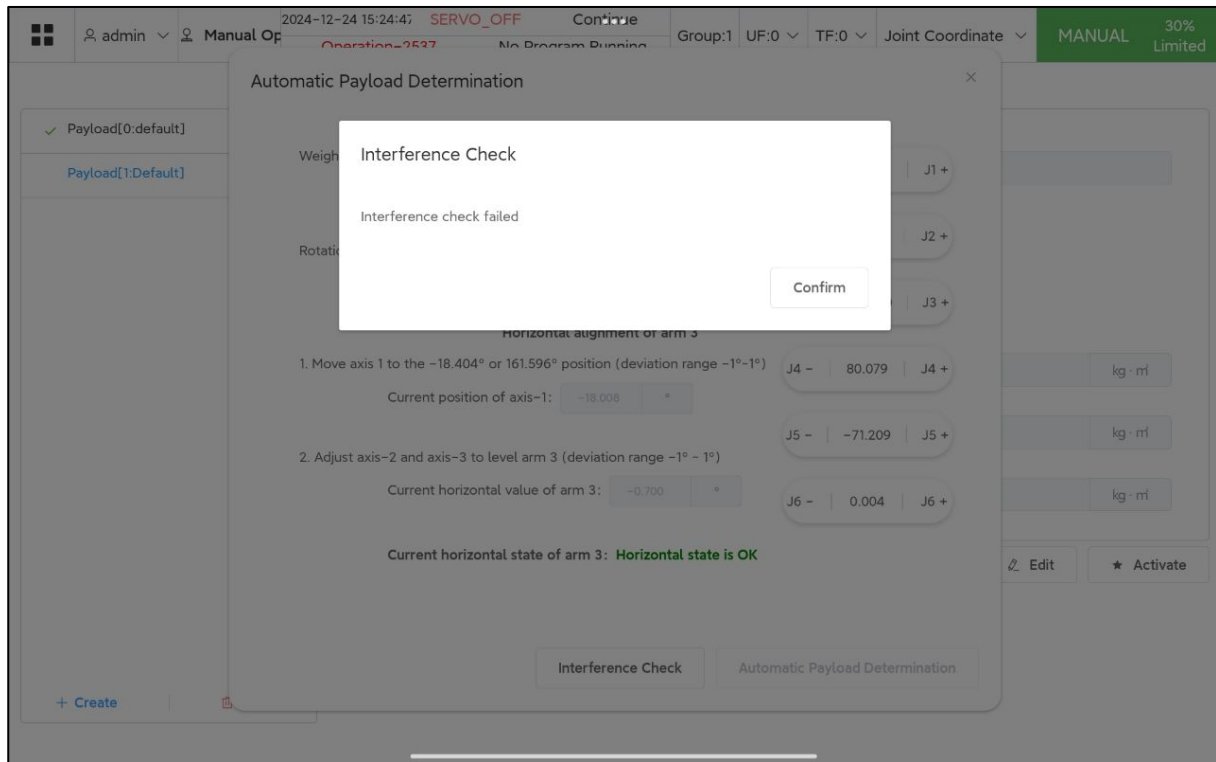 admin
Manual Op
2024-12-24 15:24:47 SERVO_OFF Continue
Operation-2537 No Program Running
Group:1 UF:0 TF:0 Joint Coordinate
MANUAL 30% Limited
Automatic Payload Determination
Payload[0:default]
Payload[1:Default]
Weigh
Interference Check
Interference check failed
Confirm
J1 +
J2 +
Rotatio
J3 +
Horizontal alignment of arm 3
1. Move axis 1 to the -18.404° or 161.596° position (deviation range -1°-1°)
J4 - 80.079 J4 +
kg · m²
Current position of axis-1: -18.008 °
J5 - -71.209 J5 +
kg · m²
2. Adjust axis-2 and axis-3 to level arm 3 (deviation range -1° - 1°)
Current horizontal value of arm 3: -0.700 °
J6 - 0.004 J6 +
kg · m²
Current horizontal state of arm 3: Horizontal state is OK
Edit
Activate
Interference Check
Automatic Payload Determination
+ Create